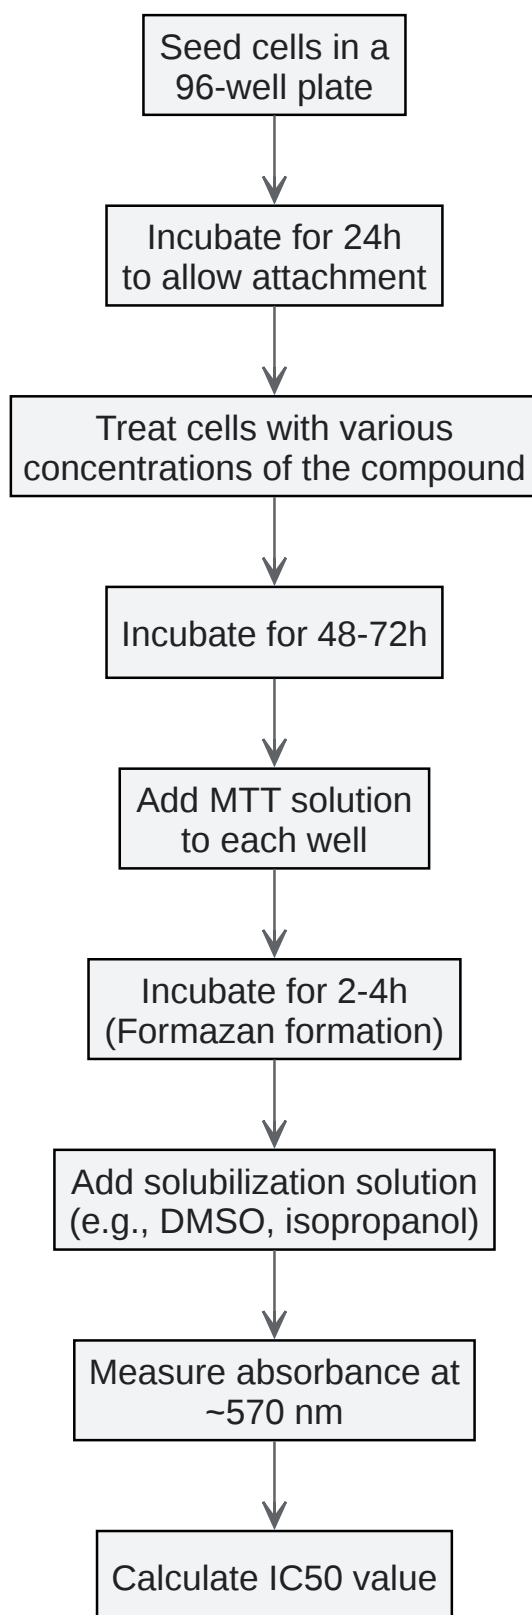 Seed cells in a
96-well plate
Incubate for 24h
to allow attachment
Treat cells with various
concentrations of the compound
Incubate for 48-72h
Add MTT solution
to each well
Incubate for 2-4h
(Formazan formation)
Add solubilization solution
(e.g., DMSO, isopropanol)
Measure absorbance at
~570 nm
Calculate IC50 value